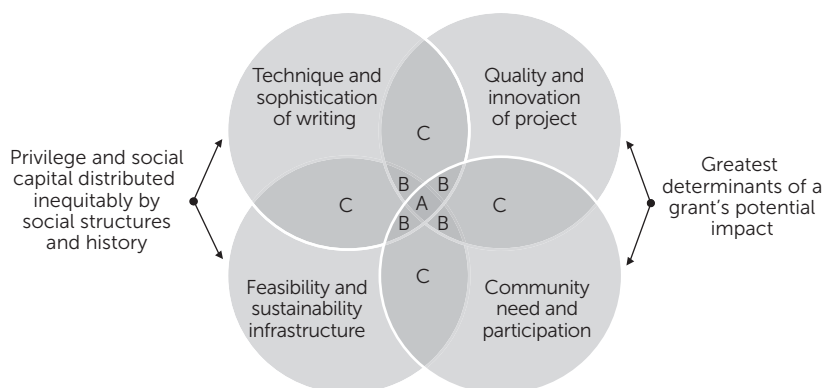 Technique and
sophistication
of writing
Quality and
innovation
of project
C
Privilege and social
capital distributed
inequitably by
social structures
and history
Greatest
determinants of a
grant's potential
impact
B B
C A C
B B
C
Feasibility and
sustainability
infrastructure
Community
need and
participation